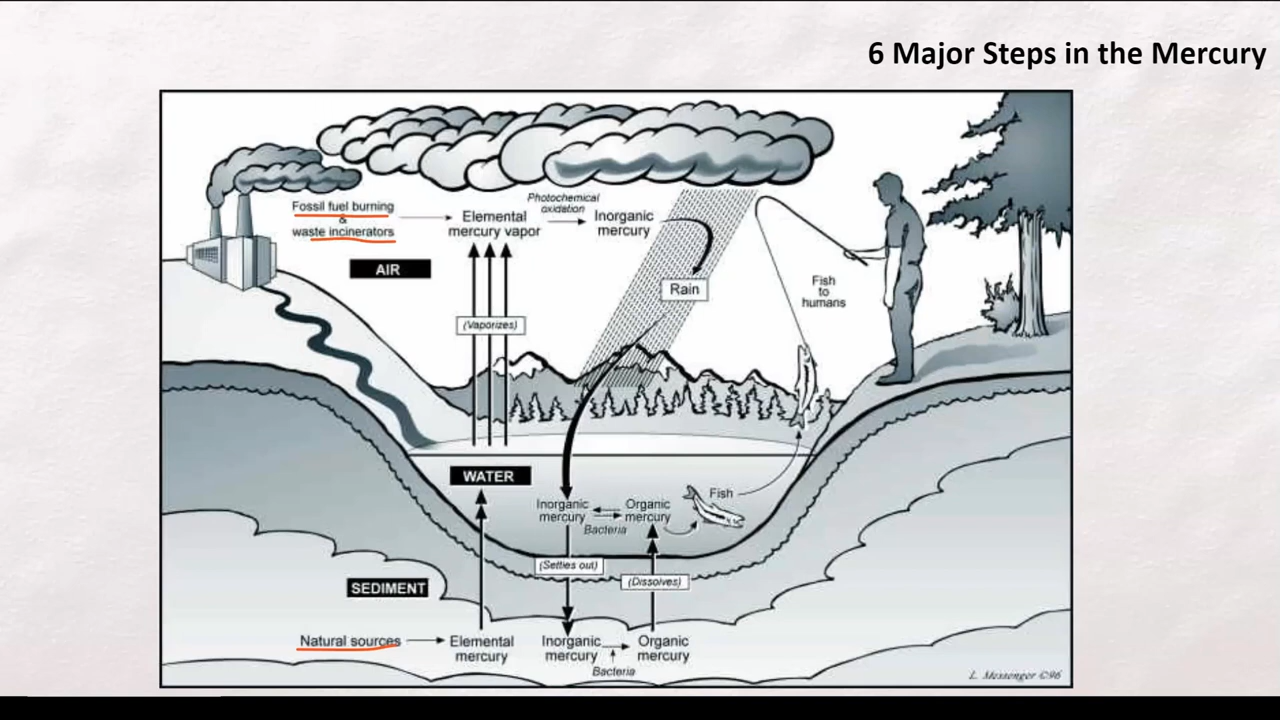 6 Major Steps in the Mercury
Fossil fuel burning
&
waste incinerators
Elemental
mercury vapor
Photochemical
oxidation
Inorganic
mercury
AIR
Rain
Fish
to
humans
(Vaporizes)
WATER
Inorganic
mercury
Bacteria
Organic
mercury
Fish
(Settles out)
(Dissolves)
SEDIMENT
Natural sources
Elemental
mercury
Inorganic
mercury
Bacteria
Organic
mercury
L. Messenger ©96